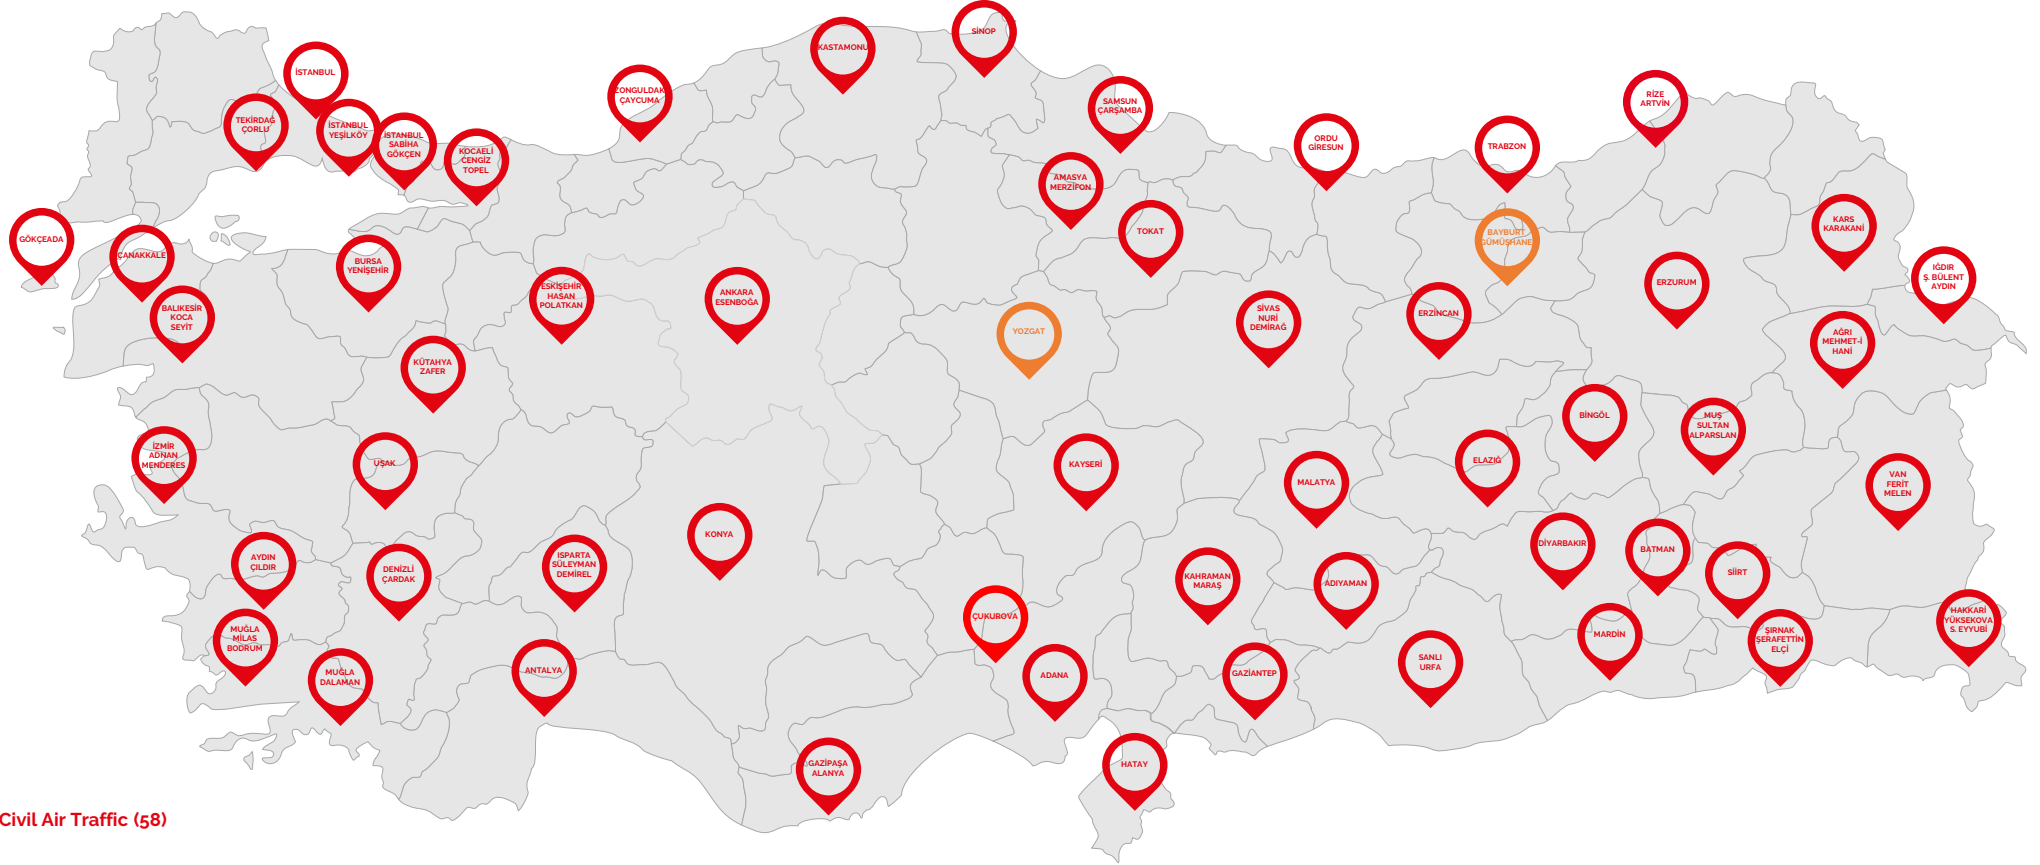 SİNOP
KASTAMONU
İSTANBUL
ZONGULDAK
ÇAYCUMA
SAMSUN
ÇARŞAMBA
RİZE
ARTVİN
TEKİRDAĞ
ÇORLU
İSTANBUL
YEŞİLKÖY
İSTANBUL
SABİHA
GÖKÇEN
KOCAELİ
CENGİZ
TOPEL
ORDU
GİRESUN
TRABZON
AMASYA
MERZİFON
TOKAT
KARS
KARAKANİ
GÖKÇEADA
ÇANAKKALE
BURSA
YENİŞEHİR
BAYBURT
GÜMÜŞHANE
IĞDIR
Ş. BÜLENT
AYDIN
ESKİŞEHİR
HASAN
POLATKAN
ANKARA
ESENBOĞA
ERZURUM
BALIKESİR
KOCA
SEYİT
SİVAS
NURİ
DEMİRAĞ
ERZİNCAN
YOZGAT
AĞRI
MEHMET-İ
HANİ
KÜTAHYA
ZAFER
BİNGÖL
MUŞ
SULTAN
ALPARSLAN
İZMİR
ADNAN
MENDERES
UŞAK
KAYSERİ
ELAZIĞ
MALATYA
VAN
FERİT
MELEN
KONYA
DİYARBAKIR
BATMAN
AYDIN
ÇILDIR
DENİZLİ
ÇARDAK
ISPARTA
SÜLEYMAN
DEMİREL
KAHRAMAN
MARAŞ
ADIYAMAN
SİİRT
ÇUKUROVA
MUĞLA
MİLAS
BODRUM
MARDİN
ŞIRNAK
ŞERAFETTİN
ELÇİ
HAKKARİ
YÜKSEKOVA
S. EYYUBİ
MUĞLA
DALAMAN
ANTALYA
ADANA
GAZİANTEP
SANLI
URFA
GAZİPAŞA
ALANYA
HATAY
Civil Air Traffic (58)